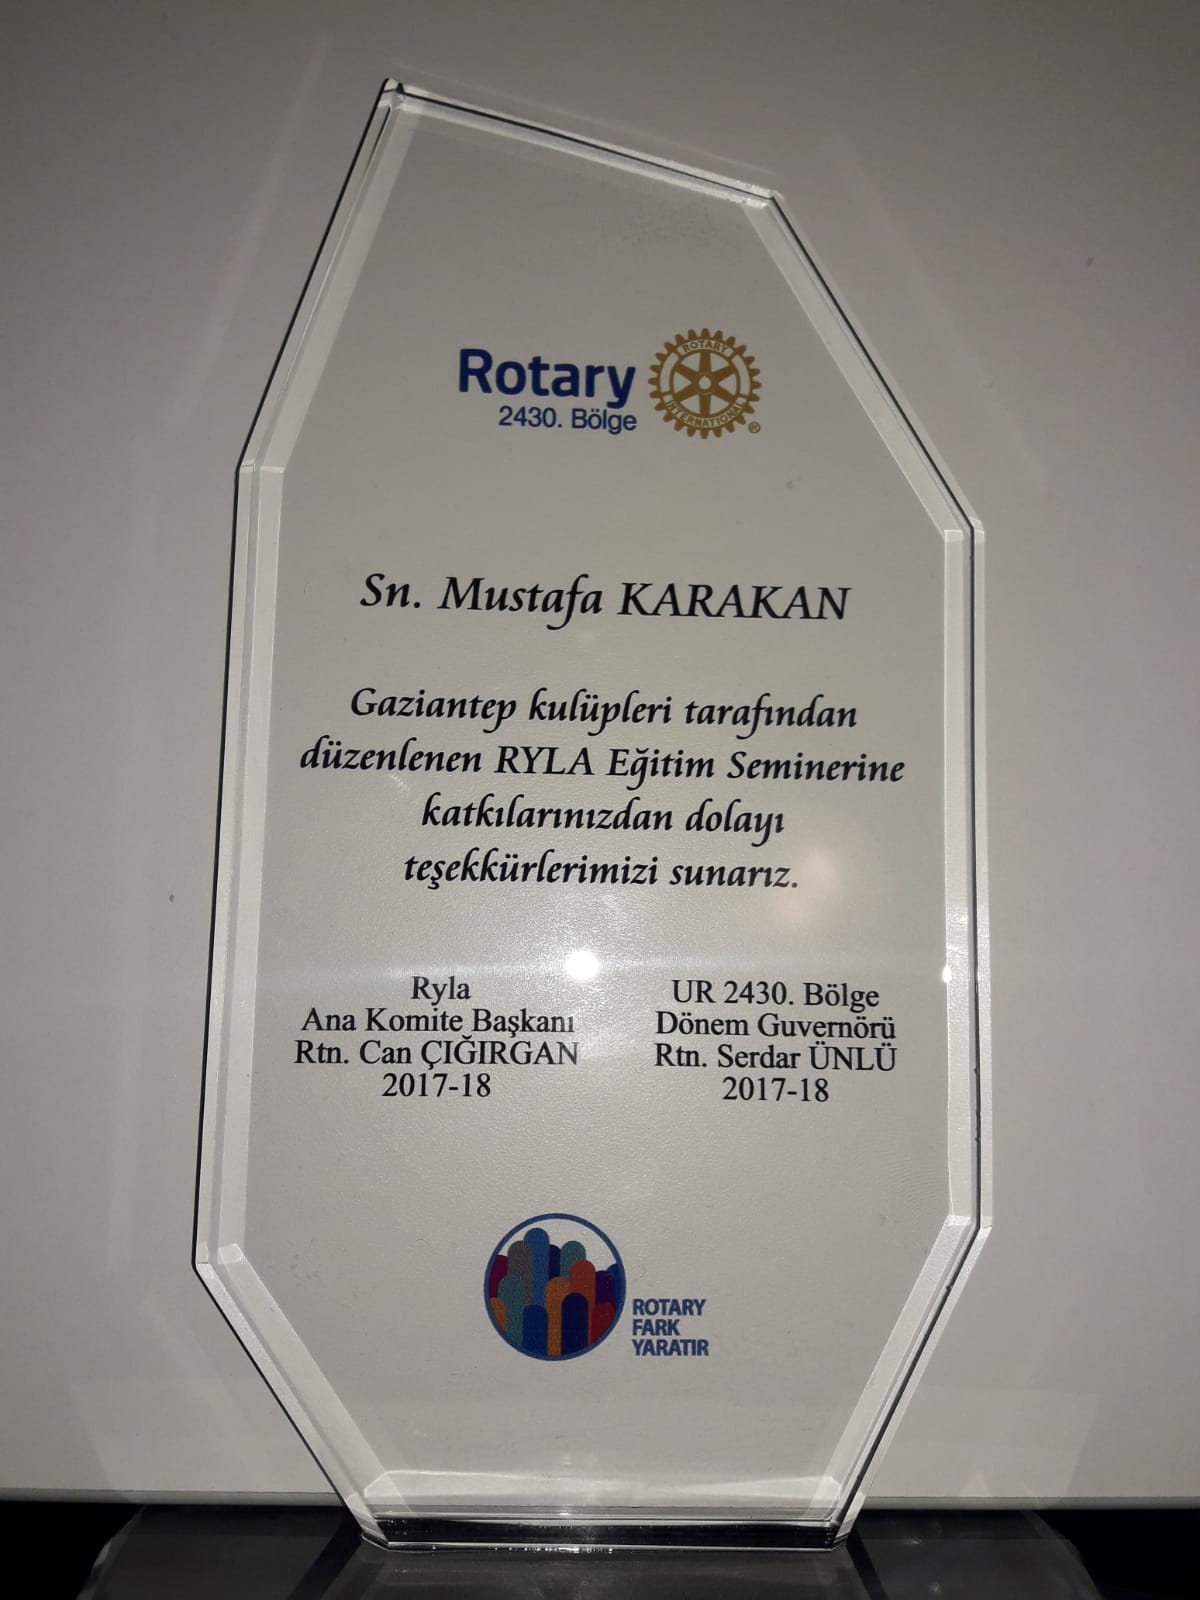 Rotary
2430. Bölge
ROTARY
INTERNATIONAL
®
Sn. Mustafa KARAKAN
Gaziantep kulüpleri tarafından
düzenlenen RYLA Eğitim Seminerine
katkılarınızdan dolayı
teşekkürlerimizi sunarız.
Ryla
Ana Komite Başkanı
Rtn. Can ÇIĞIRGAN
2017-18
UR 2430. Bölge
Dönem Guvernörü
Rtn. Serdar ÜNLÜ
2017-18
ROTARY
FARK
YARATIR